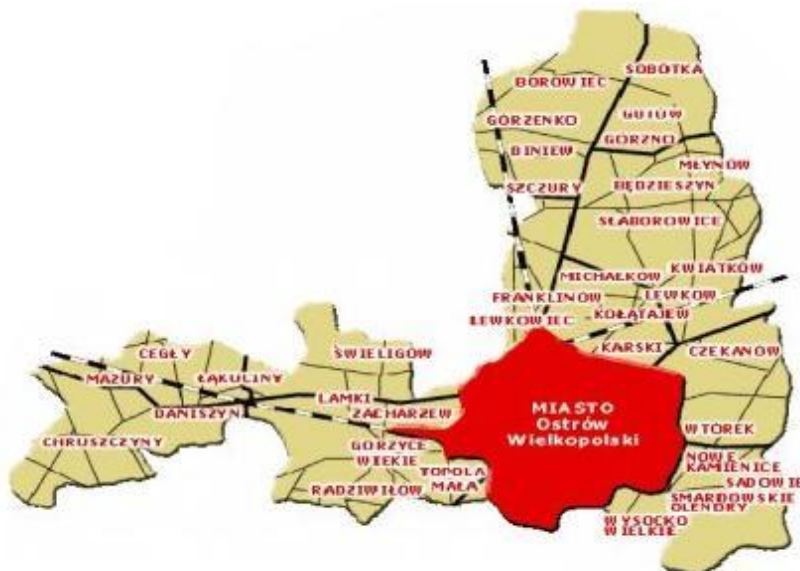 SOBÓTKA
BOROWIEC
GUTÓW
GÓRZENKO
GÓRZNO
BINIEW
MŁYNÓW
SZCZURY
BĘDZIESZYN
SŁABOROWICE
MICHAŁKÓW
KWIATKÓW
FRANKLINÓW
LEWKÓW
LEWKOWIEC
KOŁĄTAJEW
KARSKI
CZEKANÓW
CEGŁY
ŚWIELIGÓW
MAZURY
ŁĄKULINY
LAMKI
DANISZYN
ZACHARZEW
CHRUSZCZYNY
GORZYCE
WIEKIE
RADZIWIŁÓW
TOPOLA
MAŁA
MIASTO
Ostrów
Wielkopolski
WTÓREK
NOWE
KAMIENICE
SADOWIE
SMARDOWSKIE
OLENDRY
WYSOCKO
WIELKIE